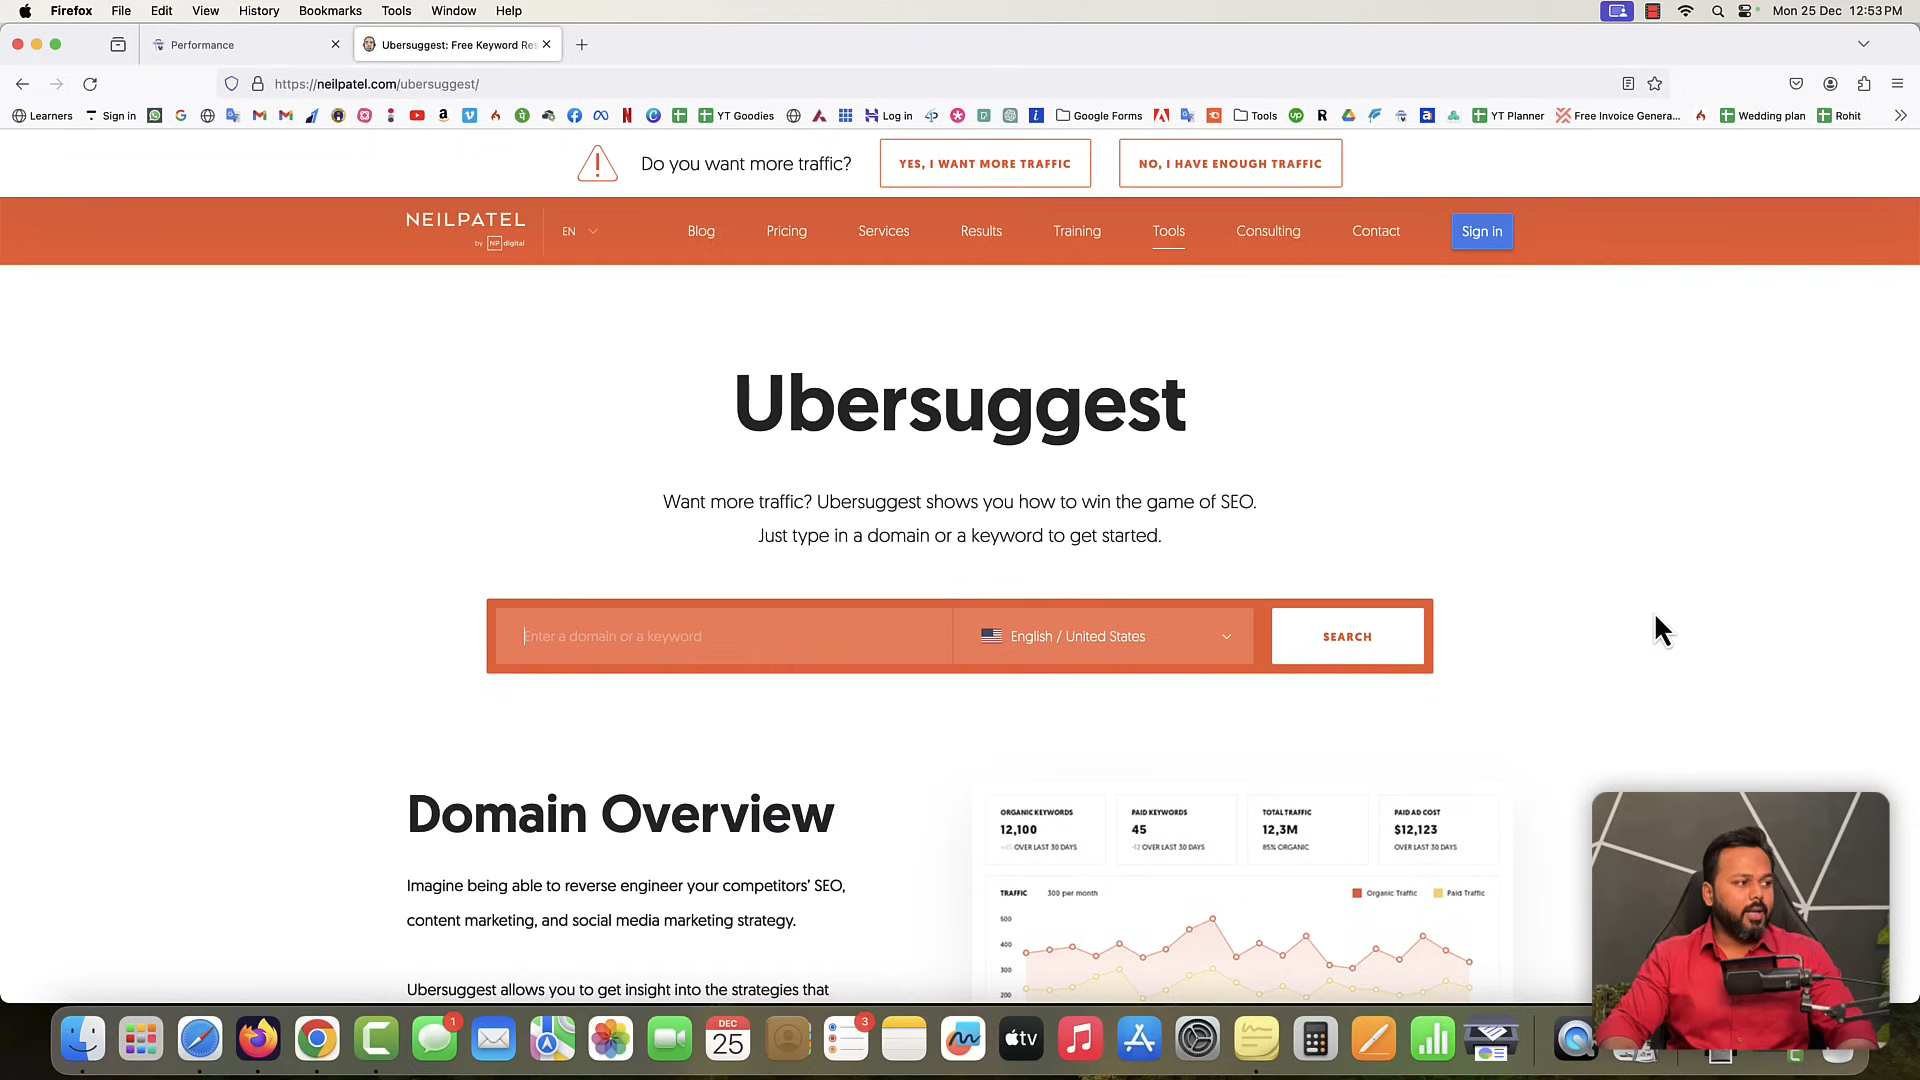 Firefox File Edit View History Bookmarks Tools Window Help Mon 25 Dec 12:53 PM
Performance Ubersuggest: Free Keyword Res
https://neilpatel.com/ubersuggest/
Learners Sign in YT Goodies Log in Google Forms Tools YT Planner Free Invoice Genera... Wedding plan Rohit
Do you want more traffic? YES, I WANT MORE TRAFFIC NO, I HAVE ENOUGH TRAFFIC
NEILPATEL
by NP digital
EN Blog Pricing Services Results Training Tools Consulting Contact Sign in
Ubersuggest
Want more traffic? Ubersuggest shows you how to win the game of SEO.
Just type in a domain or a keyword to get started.
Enter a domain or a keyword English / United States SEARCH
Domain Overview
Imagine being able to reverse engineer your competitors' SEO,
content marketing, and social media marketing strategy.
Ubersuggest allows you to get insight into the strategies that
ORGANIC KEYWORDS PAID KEYWORDS TOTAL TRAFFIC PAID AD COST
12,100 45 12,3M $12,123
OVER LAST 30 DAYS -12 OVER LAST 30 DAYS 85% ORGANIC OVER LAST 30 DAYS
TRAFFIC 300 per month Organic Traffic Paid Traffic
500
400
300
200
1 DEC 25 3 tv